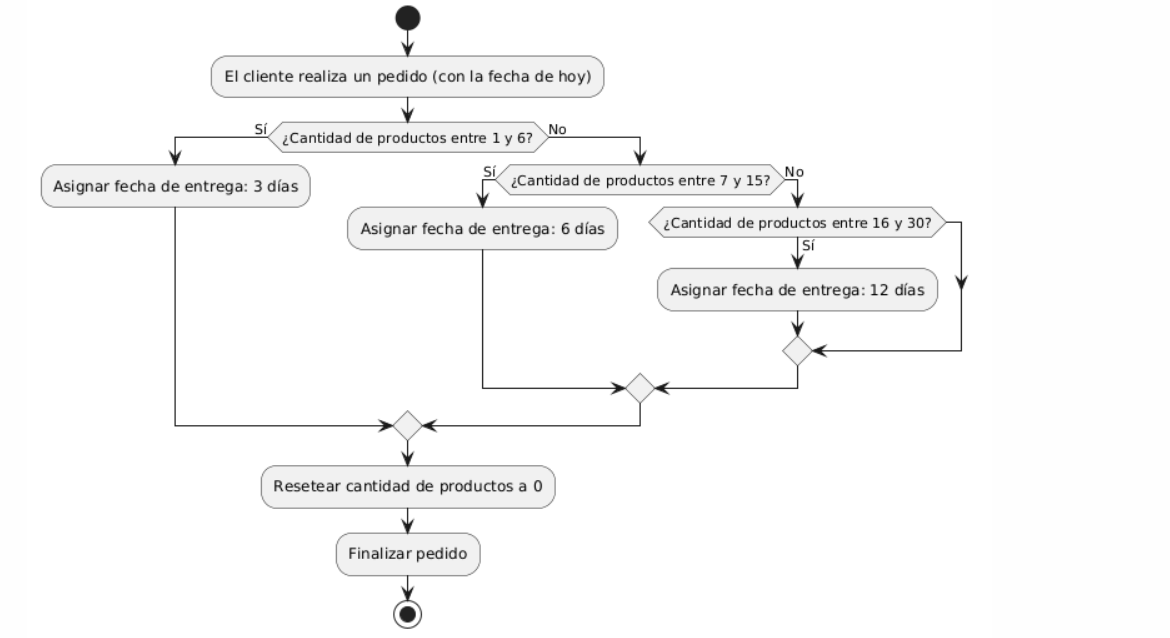 El cliente realiza un pedido (con la fecha de hoy)
Sí
¿Cantidad de productos entre 1 y 6?
No
Asignar fecha de entrega: 3 días
Sí
¿Cantidad de productos entre 7 y 15?
No
Asignar fecha de entrega: 6 días
¿Cantidad de productos entre 16 y 30?
Sí
Asignar fecha de entrega: 12 días
Resetear cantidad de productos a 0
Finalizar pedido